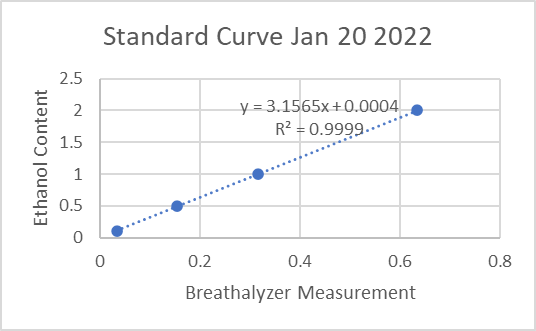 Standard Curve Jan 20 2022
2.5
y = 3.1565x + 0.0004
2
R² = 0.9999
1.5
1
0.5
0
0 0.2 0.4 0.6 0.8
Ethanol Content
Breathalyzer Measurement